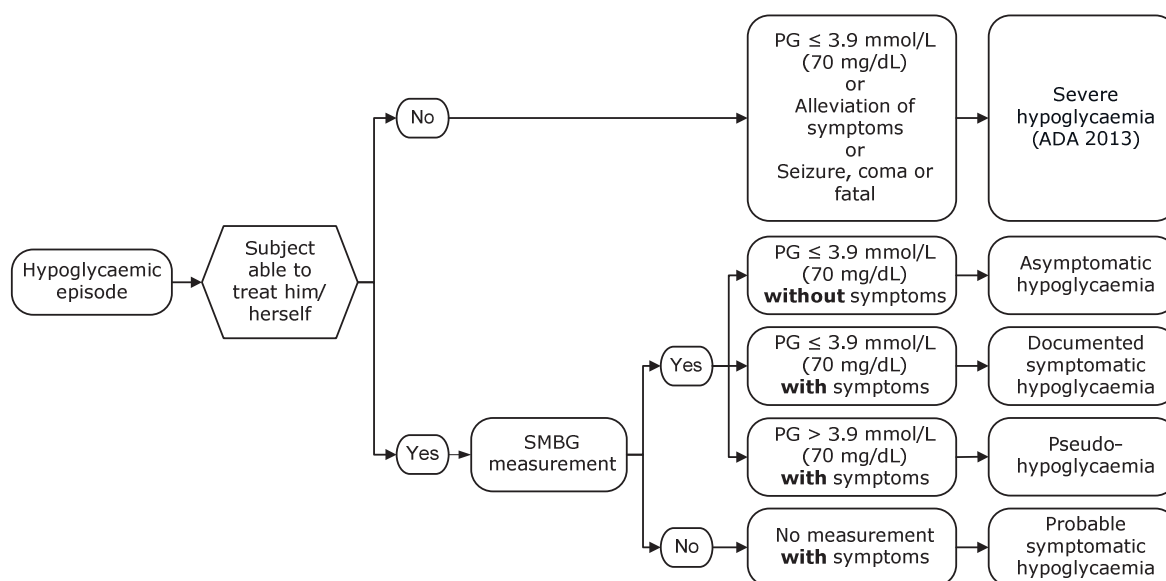 PG ≤ 3.9 mmol/L
(70 mg/dL)
or
Alleviation of
symptoms
or
Seizure, coma or
fatal
Severe
hypoglycaemia
(ADA 2013)
No
Hypoglycaemic
episode
Subject
able to
treat him/
herself
PG ≤ 3.9 mmol/L
(70 mg/dL)
without symptoms
Asymptomatic
hypoglycaemia
Yes
PG ≤ 3.9 mmol/L
(70 mg/dL)
with symptoms
Documented
symptomatic
hypoglycaemia
Yes
SMBG
measurement
PG > 3.9 mmol/L
(70 mg/dL)
with symptoms
Pseudo-
hypoglycaemia
No
No measurement
with symptoms
Probable
symptomatic
hypoglycaemia